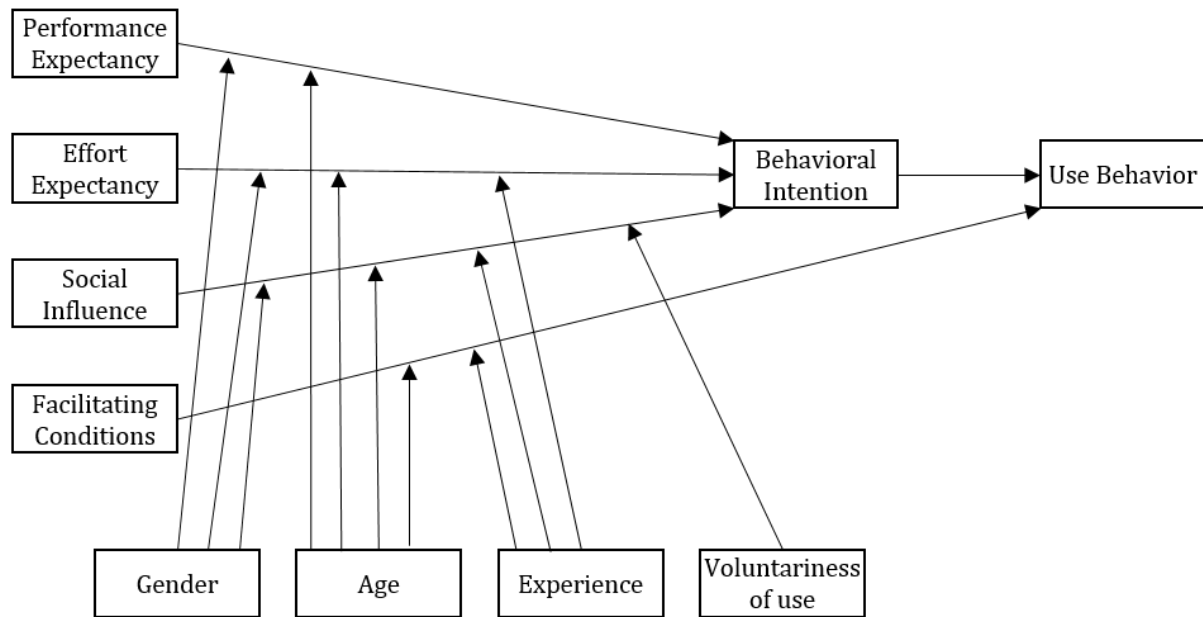 Performance
Expectancy
Effort
Expectancy
Behavioral
Intention
Use Behavior
Social
Influence
Facilitating
Conditions
Gender
Age
Experience
Voluntariness
of use